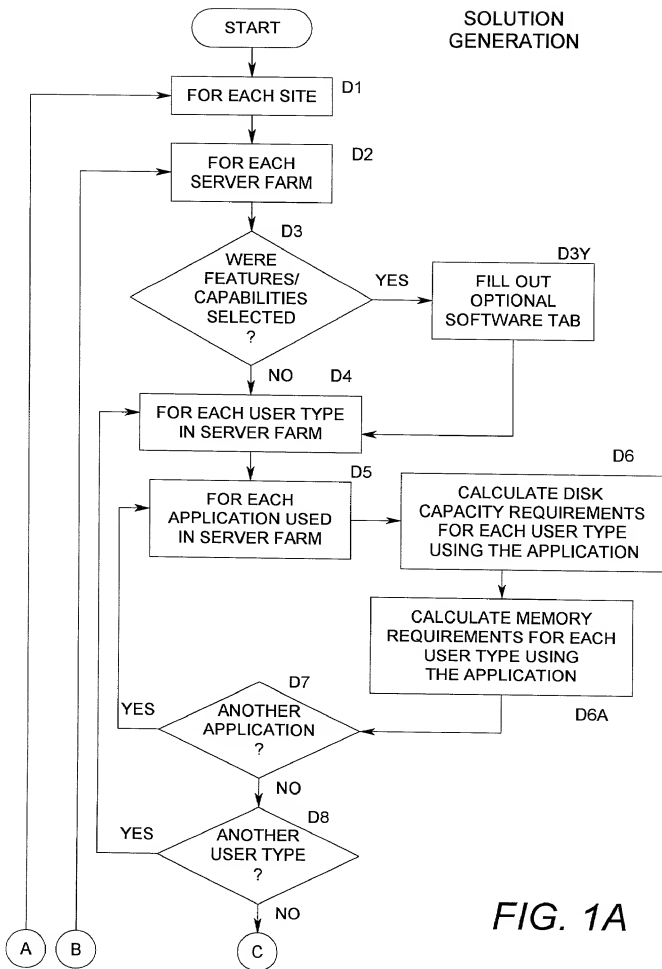 SOLUTION
GENERATION
START
FOR EACH SITE
D1
FOR EACH
SERVER FARM
D2
D3
WERE
FEATURES/
CAPABILITIES
SELECTED
?
YES
D3Y
FILL OUT
OPTIONAL
SOFTWARE TAB
NO
D4
FOR EACH USER TYPE
IN SERVER FARM
D5
FOR EACH
APPLICATION USED
IN SERVER FARM
D6
CALCULATE DISK
CAPACITY REQUIREMENTS
FOR EACH USER TYPE
USING THE APPLICATION
CALCULATE MEMORY
REQUIREMENTS FOR EACH
USER TYPE USING
THE APPLICATION
D6A
D7
YES
ANOTHER
APPLICATION
?
NO
D8
YES
ANOTHER
USER TYPE
?
NO
A
B
C
FIG. 1A